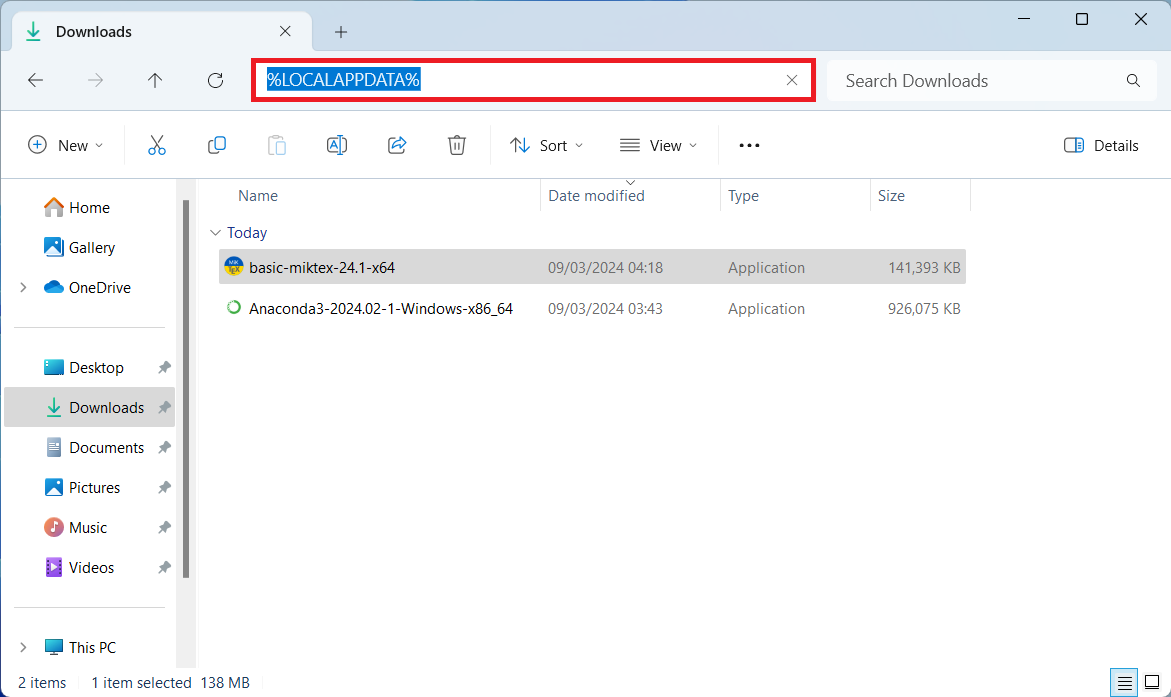 Downloads
%LOCALAPPDATA%
Search Downloads
New
Sort
View
Details
Name Date modified Type Size
Today
basic-miktex-24.1-x64 09/03/2024 04:18 Application 141,393 KB
Anaconda3-2024.02-1-Windows-x86_64 09/03/2024 03:43 Application 926,075 KB
Home
Gallery
OneDrive
Desktop
Downloads
Documents
Pictures
Music
Videos
This PC
2 items 1 item selected 138 MB